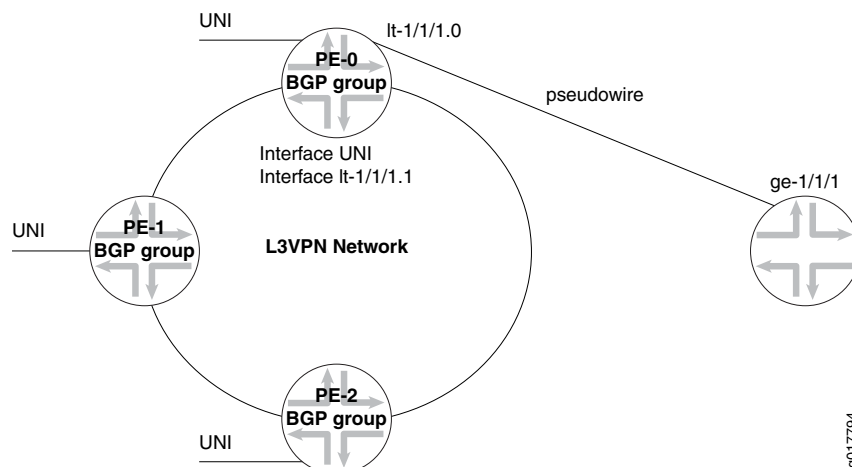 UNI
lt-1/1/1.0
PE-0
BGP group
pseudowire
Interface UNI
Interface lt-1/1/1.1
ge-1/1/1
UNI
PE-1
BGP group
L3VPN Network
PE-2
BGP group
UNI
g017794